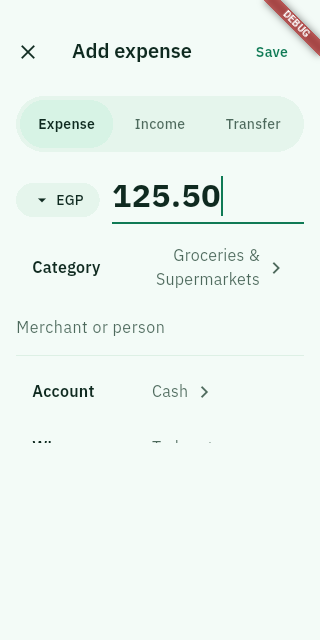 DEBUG
Add expense
Save
Expense
Income
Transfer
EGP
125.50
Category
Groceries &
Supermarkets
Merchant or person
Account
Cash